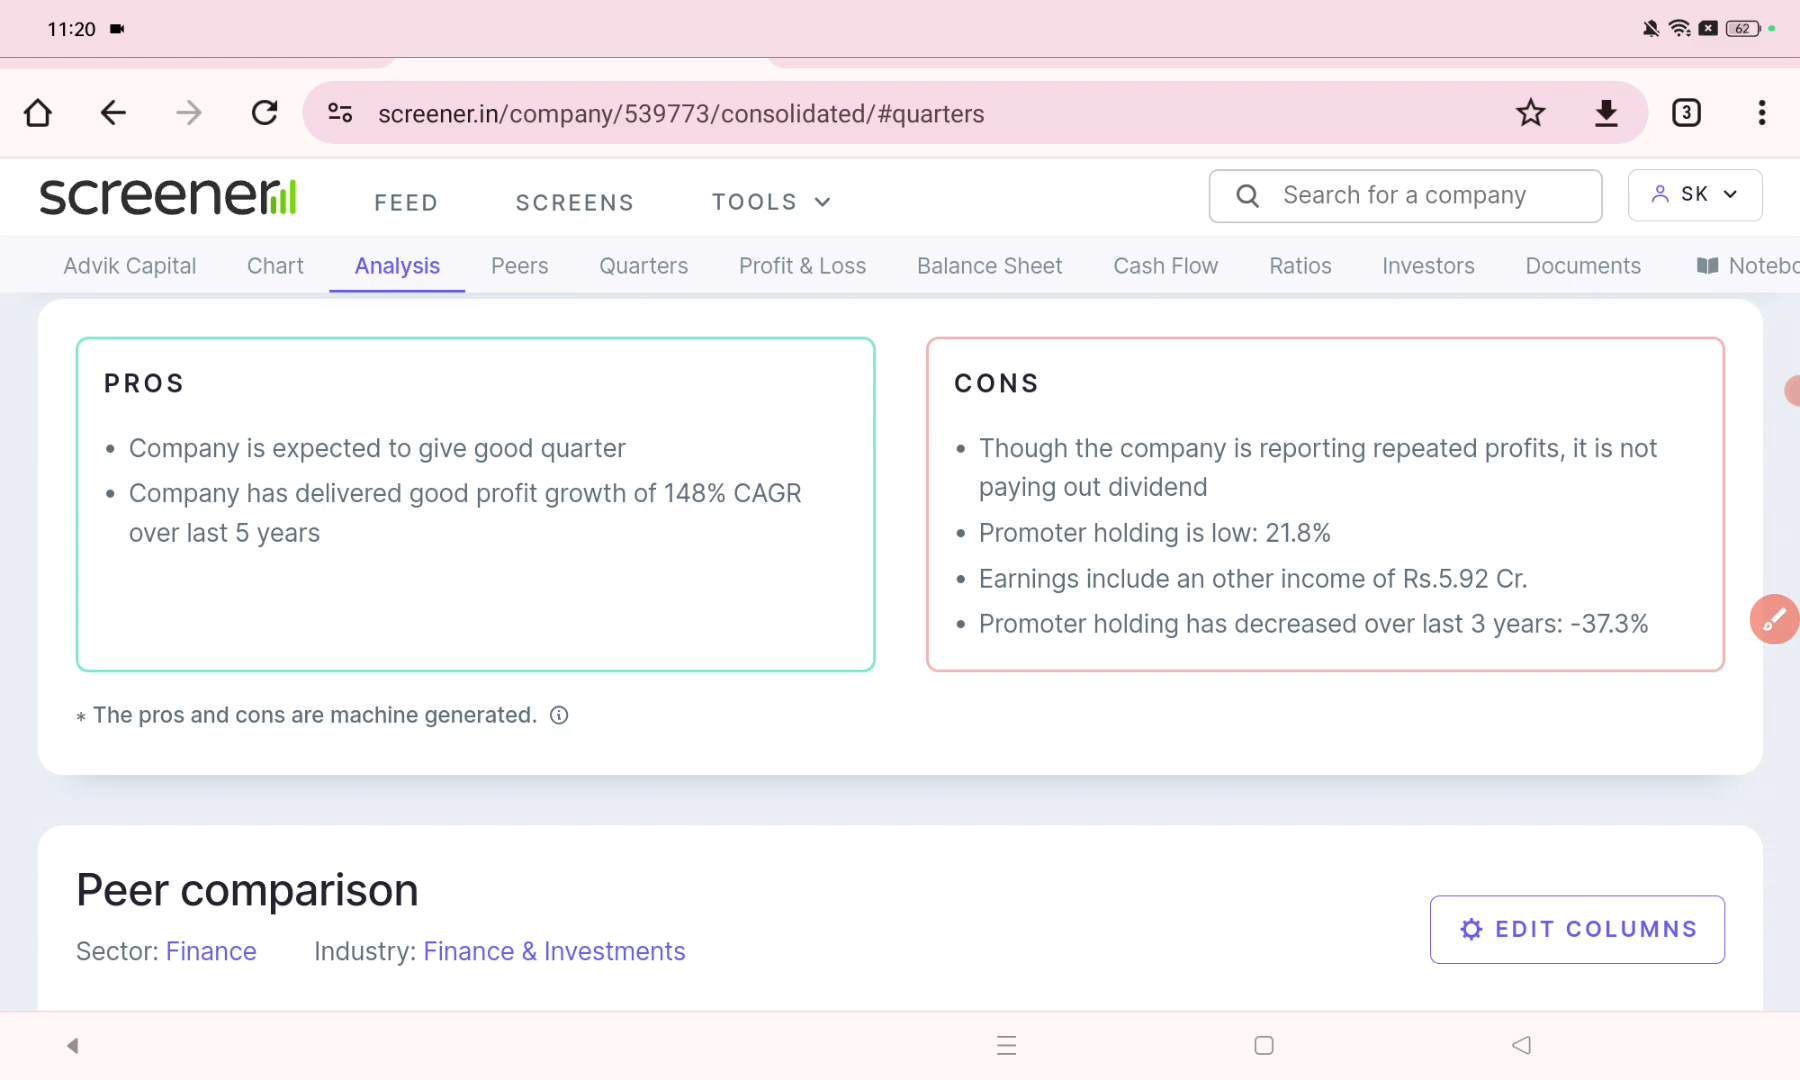 11:20
62
screener.in/company/539773/consolidated/#quarters
3
screener
FEED
SCREENS
TOOLS
Search for a company
SK
Advik Capital
Chart
Analysis
Peers
Quarters
Profit & Loss
Balance Sheet
Cash Flow
Ratios
Investors
Documents
Notebo
PROS
• Company is expected to give good quarter
• Company has delivered good profit growth of 148% CAGR
over last 5 years
CONS
• Though the company is reporting repeated profits, it is not
paying out dividend
• Promoter holding is low: 21.8%
• Earnings include an other income of Rs.5.92 Cr.
• Promoter holding has decreased over last 3 years: -37.3%
* The pros and cons are machine generated.
Peer comparison
Sector: Finance
Industry: Finance & Investments
EDIT COLUMNS